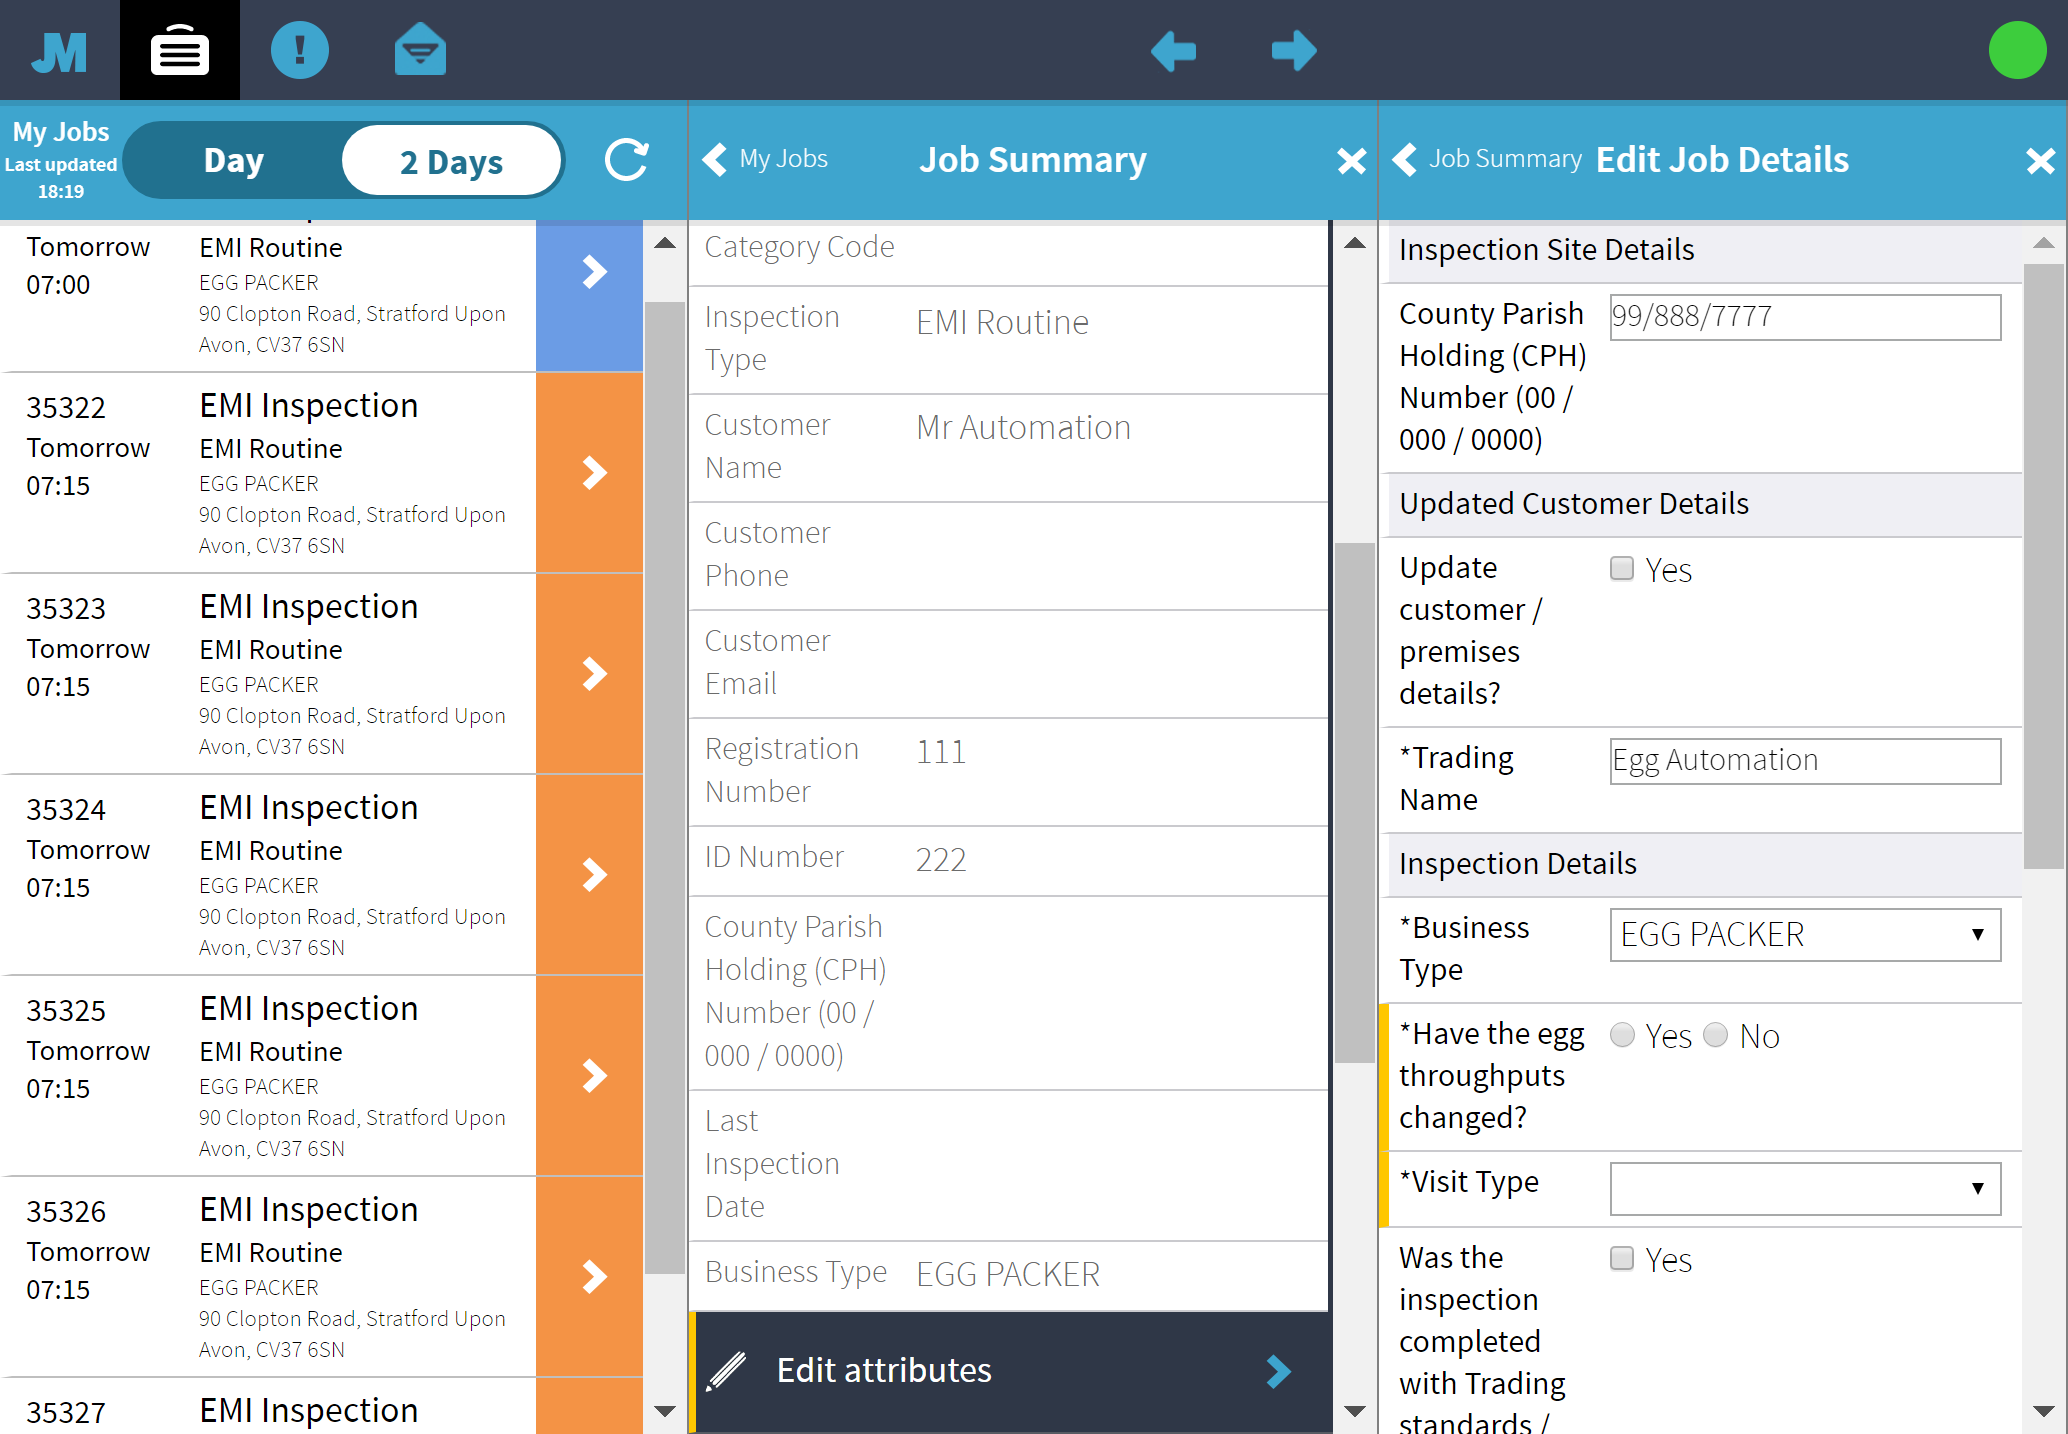 JM
My Jobs
Last updated
18:19
Day
2 Days
Tomorrow
07:00
EMI Routine
EGG PACKER
90 Clopton Road, Stratford Upon
Avon, CV37 6SN
35322
Tomorrow
07:15
EMI Inspection
EMI Routine
EGG PACKER
90 Clopton Road, Stratford Upon
Avon, CV37 6SN
35323
Tomorrow
07:15
EMI Inspection
EMI Routine
EGG PACKER
90 Clopton Road, Stratford Upon
Avon, CV37 6SN
35324
Tomorrow
07:15
EMI Inspection
EMI Routine
EGG PACKER
90 Clopton Road, Stratford Upon
Avon, CV37 6SN
35325
Tomorrow
07:15
EMI Inspection
EMI Routine
EGG PACKER
90 Clopton Road, Stratford Upon
Avon, CV37 6SN
35326
Tomorrow
07:15
EMI Inspection
EMI Routine
EGG PACKER
90 Clopton Road, Stratford Upon
Avon, CV37 6SN
35327
EMI Inspection
My Jobs
Job Summary
Category Code
Inspection
Type
EMI Routine
Customer
Name
Mr Automation
Customer
Phone
Customer
Email
Registration
Number
111
ID Number
222
County Parish
Holding (CPH)
Number (00 /
000 / 0000)
Last
Inspection
Date
Business Type
EGG PACKER
Edit attributes
Job Summary
Edit Job Details
Inspection Site Details
County Parish
Holding (CPH)
Number (00 /
000 / 0000)
99/888/7777
Updated Customer Details
Update
customer /
premises
details?
Yes
*Trading
Name
Egg Automation
Inspection Details
*Business
Type
EGG PACKER
*Have the egg
throughputs
changed?
Yes
No
*Visit Type
Was the
inspection
completed
with Trading
standards /
Yes